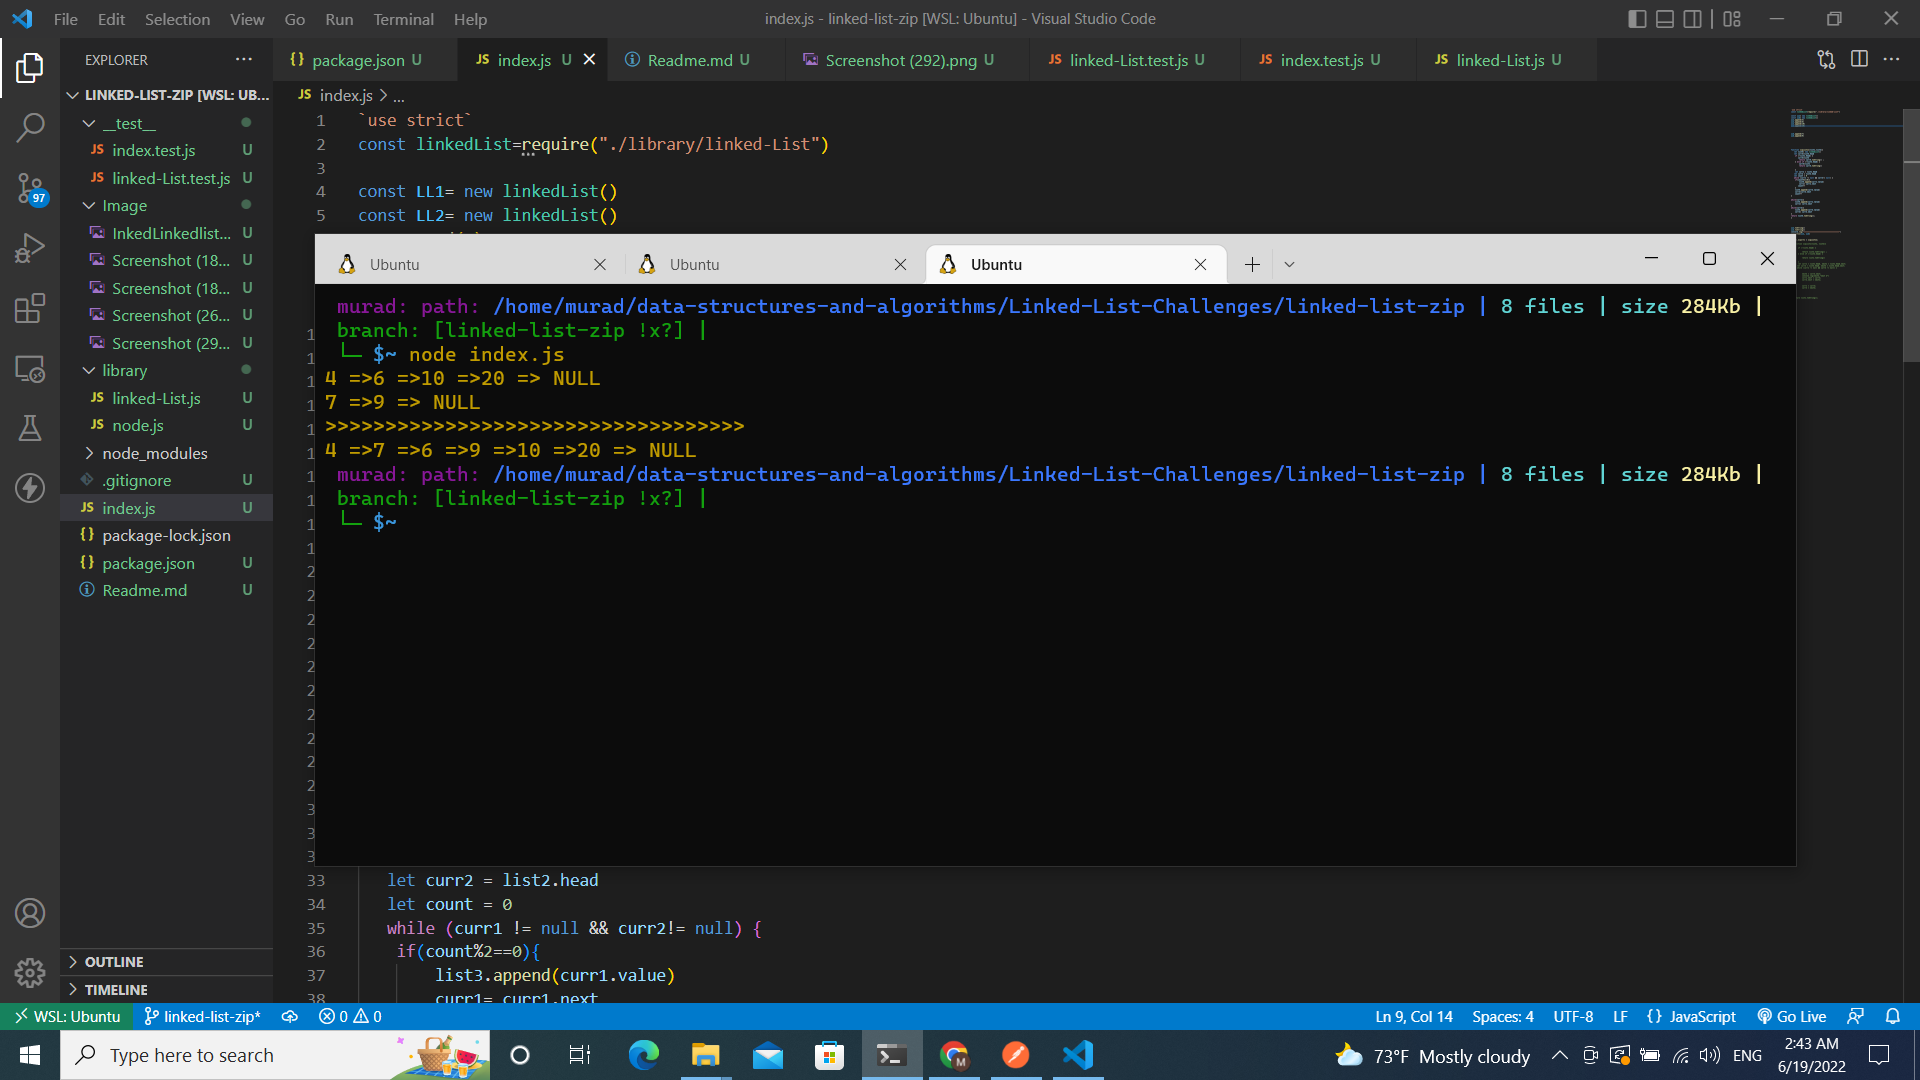 File Edit Selection View Go Run Terminal Help
index.js - linked-list-zip [WSL: Ubuntu] - Visual Studio Code
EXPLORER
package.json U
JS index.js U
Readme.md U
Screenshot (292).png U
JS linked-List.test.js U
JS index.test.js U
JS linked-List.js U
LINKED-LIST-ZIP [WSL: UB...
__test__
JS index.test.js U
JS linked-List.test.js U
Image
InkedLinkedlist... U
Screenshot (18... U
Screenshot (18... U
Screenshot (26... U
Screenshot (29... U
library
JS linked-List.js U
JS node.js U
node_modules
.gitignore U
JS index.js U
{} package-lock.json
{} package.json U
Readme.md U
OUTLINE
TIMELINE
97
JS index.js > ...
1 `use strict`
2 const linkedList=require("./library/linked-List")
3
4 const LL1= new linkedList()
5 const LL2= new linkedList()
Ubuntu
Ubuntu
Ubuntu
murad: path: /home/murad/data-structures-and-algorithms/Linked-List-Challenges/linked-list-zip | 8 files | size 284Kb |
branch: [linked-list-zip !x?] |
└─ $~ node index.js
4 =>6 =>10 =>20 => NULL
7 =>9 => NULL
>>>>>>>>>>>>>>>>>>>>>>>>>>>>>>>>>>>
4 =>7 =>6 =>9 =>10 =>20 => NULL
murad: path: /home/murad/data-structures-and-algorithms/Linked-List-Challenges/linked-list-zip | 8 files | size 284Kb |
branch: [linked-list-zip !x?] |
└─ $~
33 let curr2 = list2.head
34 let count = 0
35 while (curr1 != null && curr2!= null) {
36 if(count%2==0){
37 list3.append(curr1.value)
38 curr1= curr1.next
WSL: Ubuntu linked-list-zip* 0 0
Ln 9, Col 14 Spaces: 4 UTF-8 LF {} JavaScript Go Live
Type here to search
73°F Mostly cloudy
ENG
2:43 AM
6/19/2022